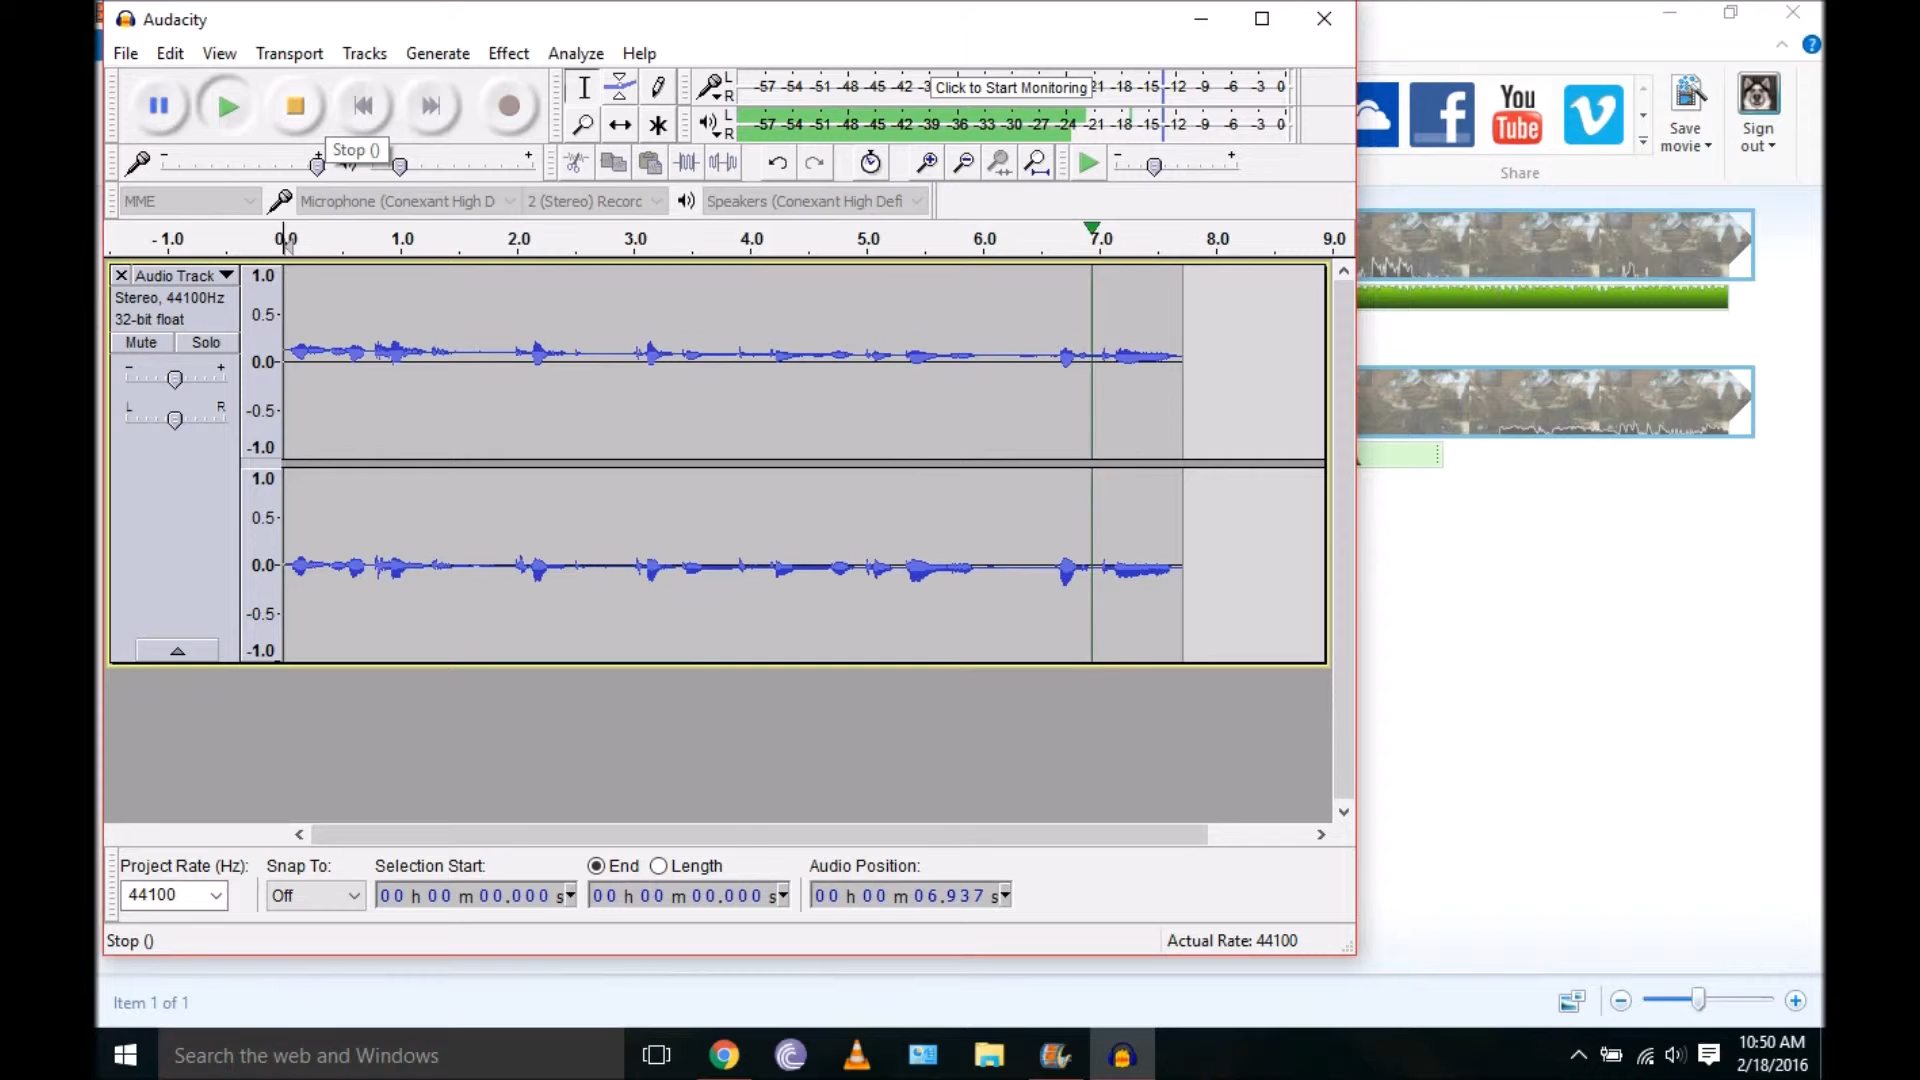 Audacity
File Edit View Transport Tracks Generate Effect Analyze Help
L
R
-57 -54 -51 -48 -45 -42 -3 Click to Start Monitoring 21 -18 -15 -12 -9 -6 -3 0
L
R
-57 -54 -51 -48 -45 -42 -39 -36 -33 -30 -27 -24 -21 -18 -15 -12 -9 -6 -3 0
Stop ()
MME Microphone (Conexant High D 2 (Stereo) Recorc Speakers (Conexant High Defi
-1.0 0.0 1.0 2.0 3.0 4.0 5.0 6.0 7.0 8.0 9.0
Audio Track
Stereo, 44100Hz
32-bit float
Mute Solo
L R
1.0
0.5
0.0
-0.5
-1.0
1.0
0.5
0.0
-0.5
-1.0
Project Rate (Hz): Snap To: Selection Start: End Length Audio Position:
44100 Off 00 h 00 m 00.000 s 00 h 00 m 00.000 s 00 h 00 m 06.937 s
Stop () Actual Rate: 44100
You
Tube
Save
movie
Sign
out
Share
Item 1 of 1
Search the web and Windows
10:50 AM
2/18/2016